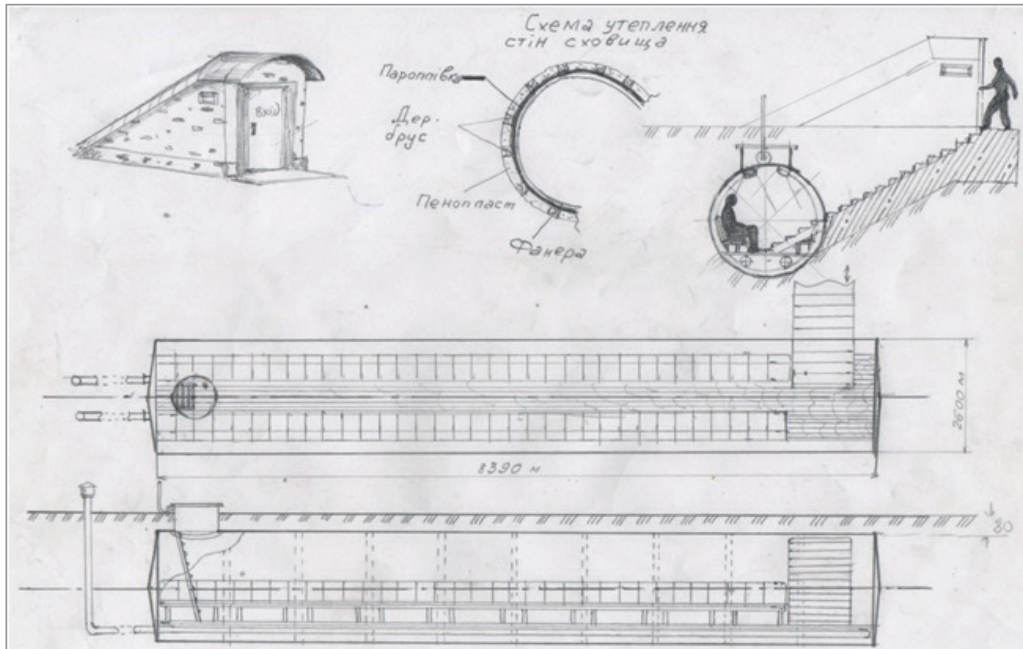 Схема утеплення
стін сховища
Вхід
Пароплівка
Дер.
брус
Пенопласт
Фанера
2600 м
8390 м
80